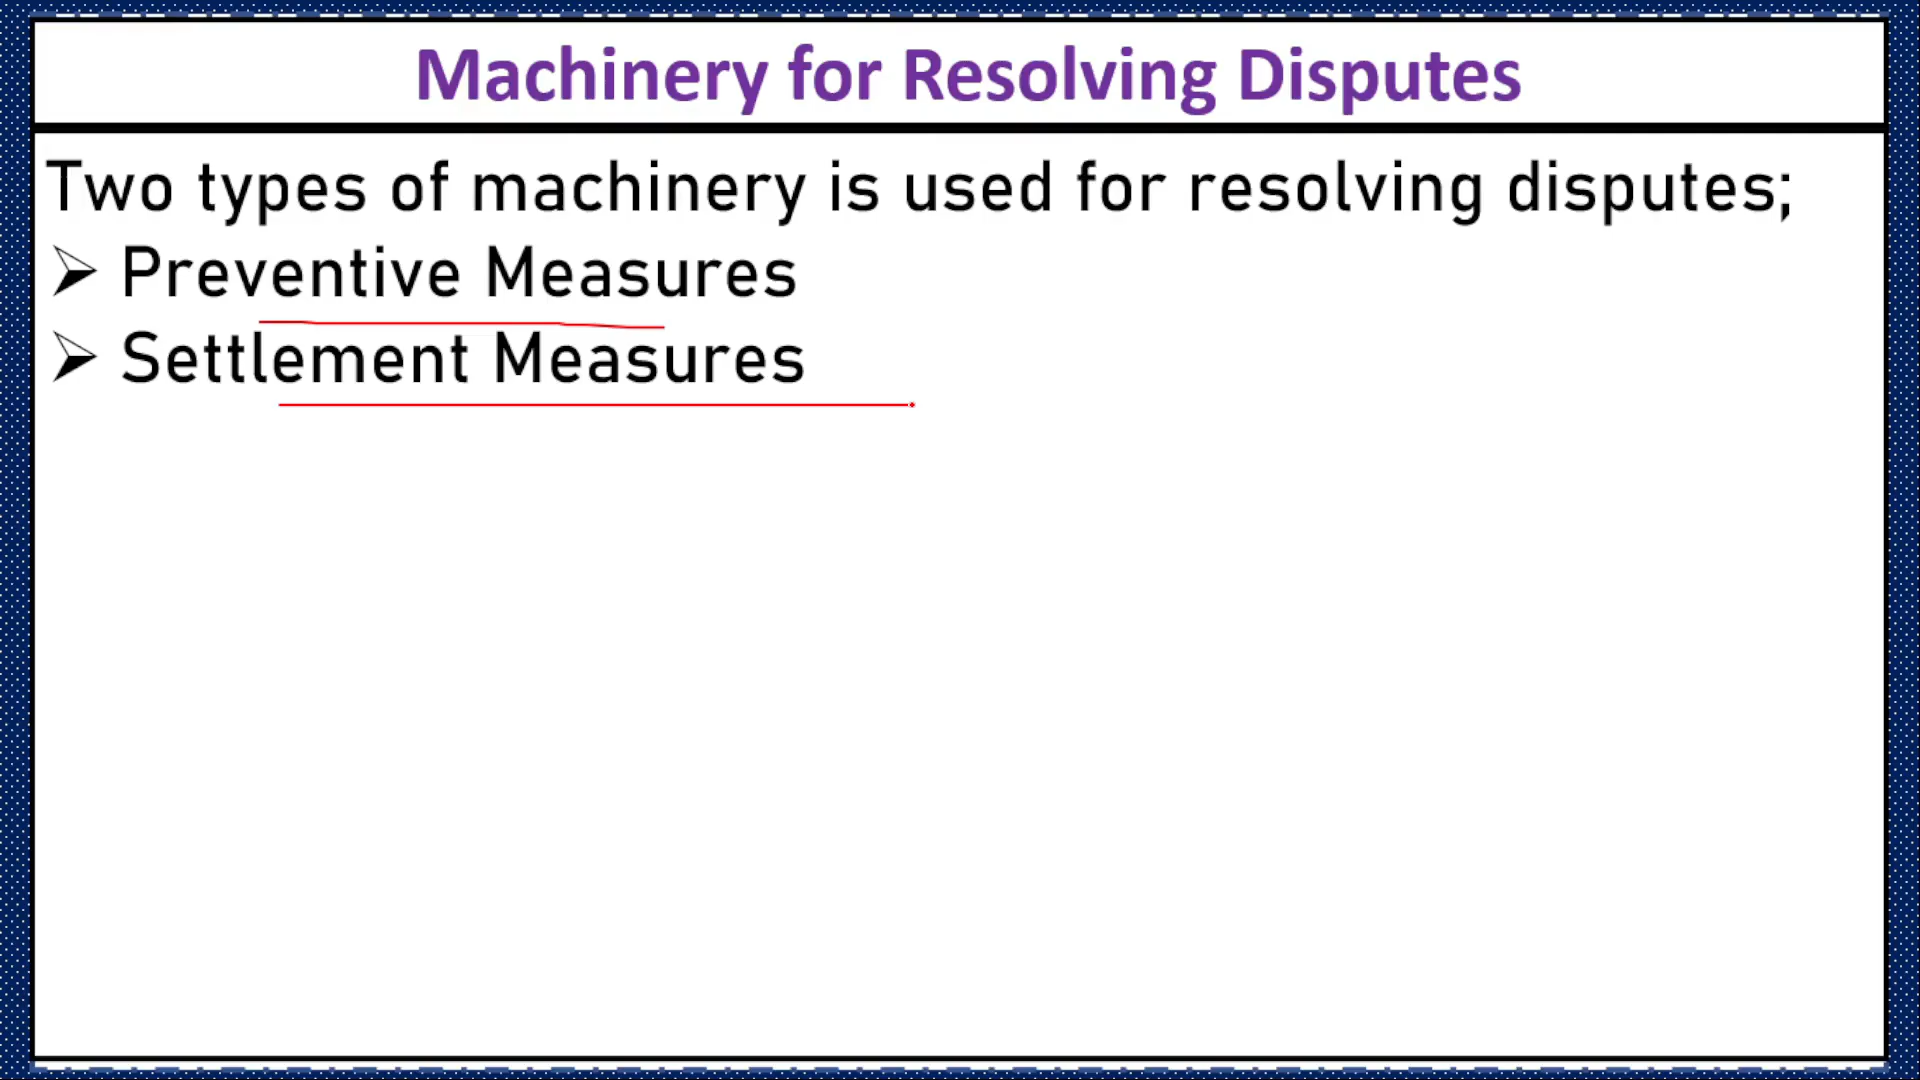 Machinery for Resolving Disputes
Two types of machinery is used for resolving disputes;
➢ Preventive Measures
➢ Settlement Measures